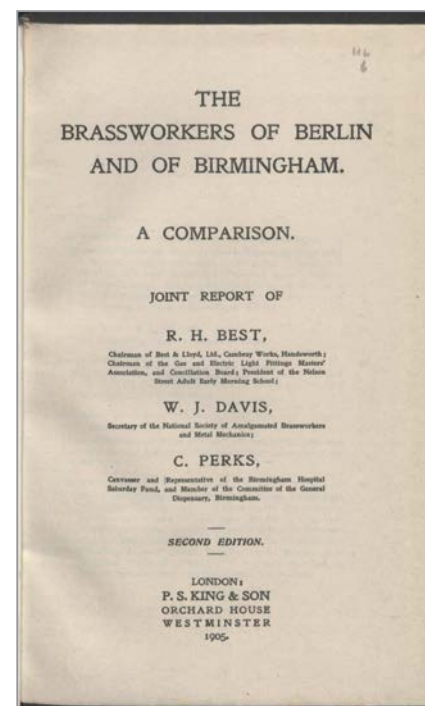 THE
BRASSWORKERS OF BERLIN
AND OF BIRMINGHAM.
A COMPARISON.
JOINT REPORT OF
R. H. BEST,
Chairman of Best & Lloyd, Ltd., Cambray Works, Handsworth;
Chairman of the Gas and Electric Light Fittings Masters'
Association, and Conciliation Board; President of the Nelson
Street Adult Early Morning School;
W. J. DAVIS,
Secretary of the National Society of Amalgamated Brassworkers
and Metal Mechanics;
C. PERKS,
Canvasser and Representative of the Birmingham Hospital
Saturday Fund, and Member of the Committee of the General
Dispensary, Birmingham.
SECOND EDITION.
LONDON:
P. S. KING & SON
ORCHARD HOUSE
WESTMINSTER
1905.